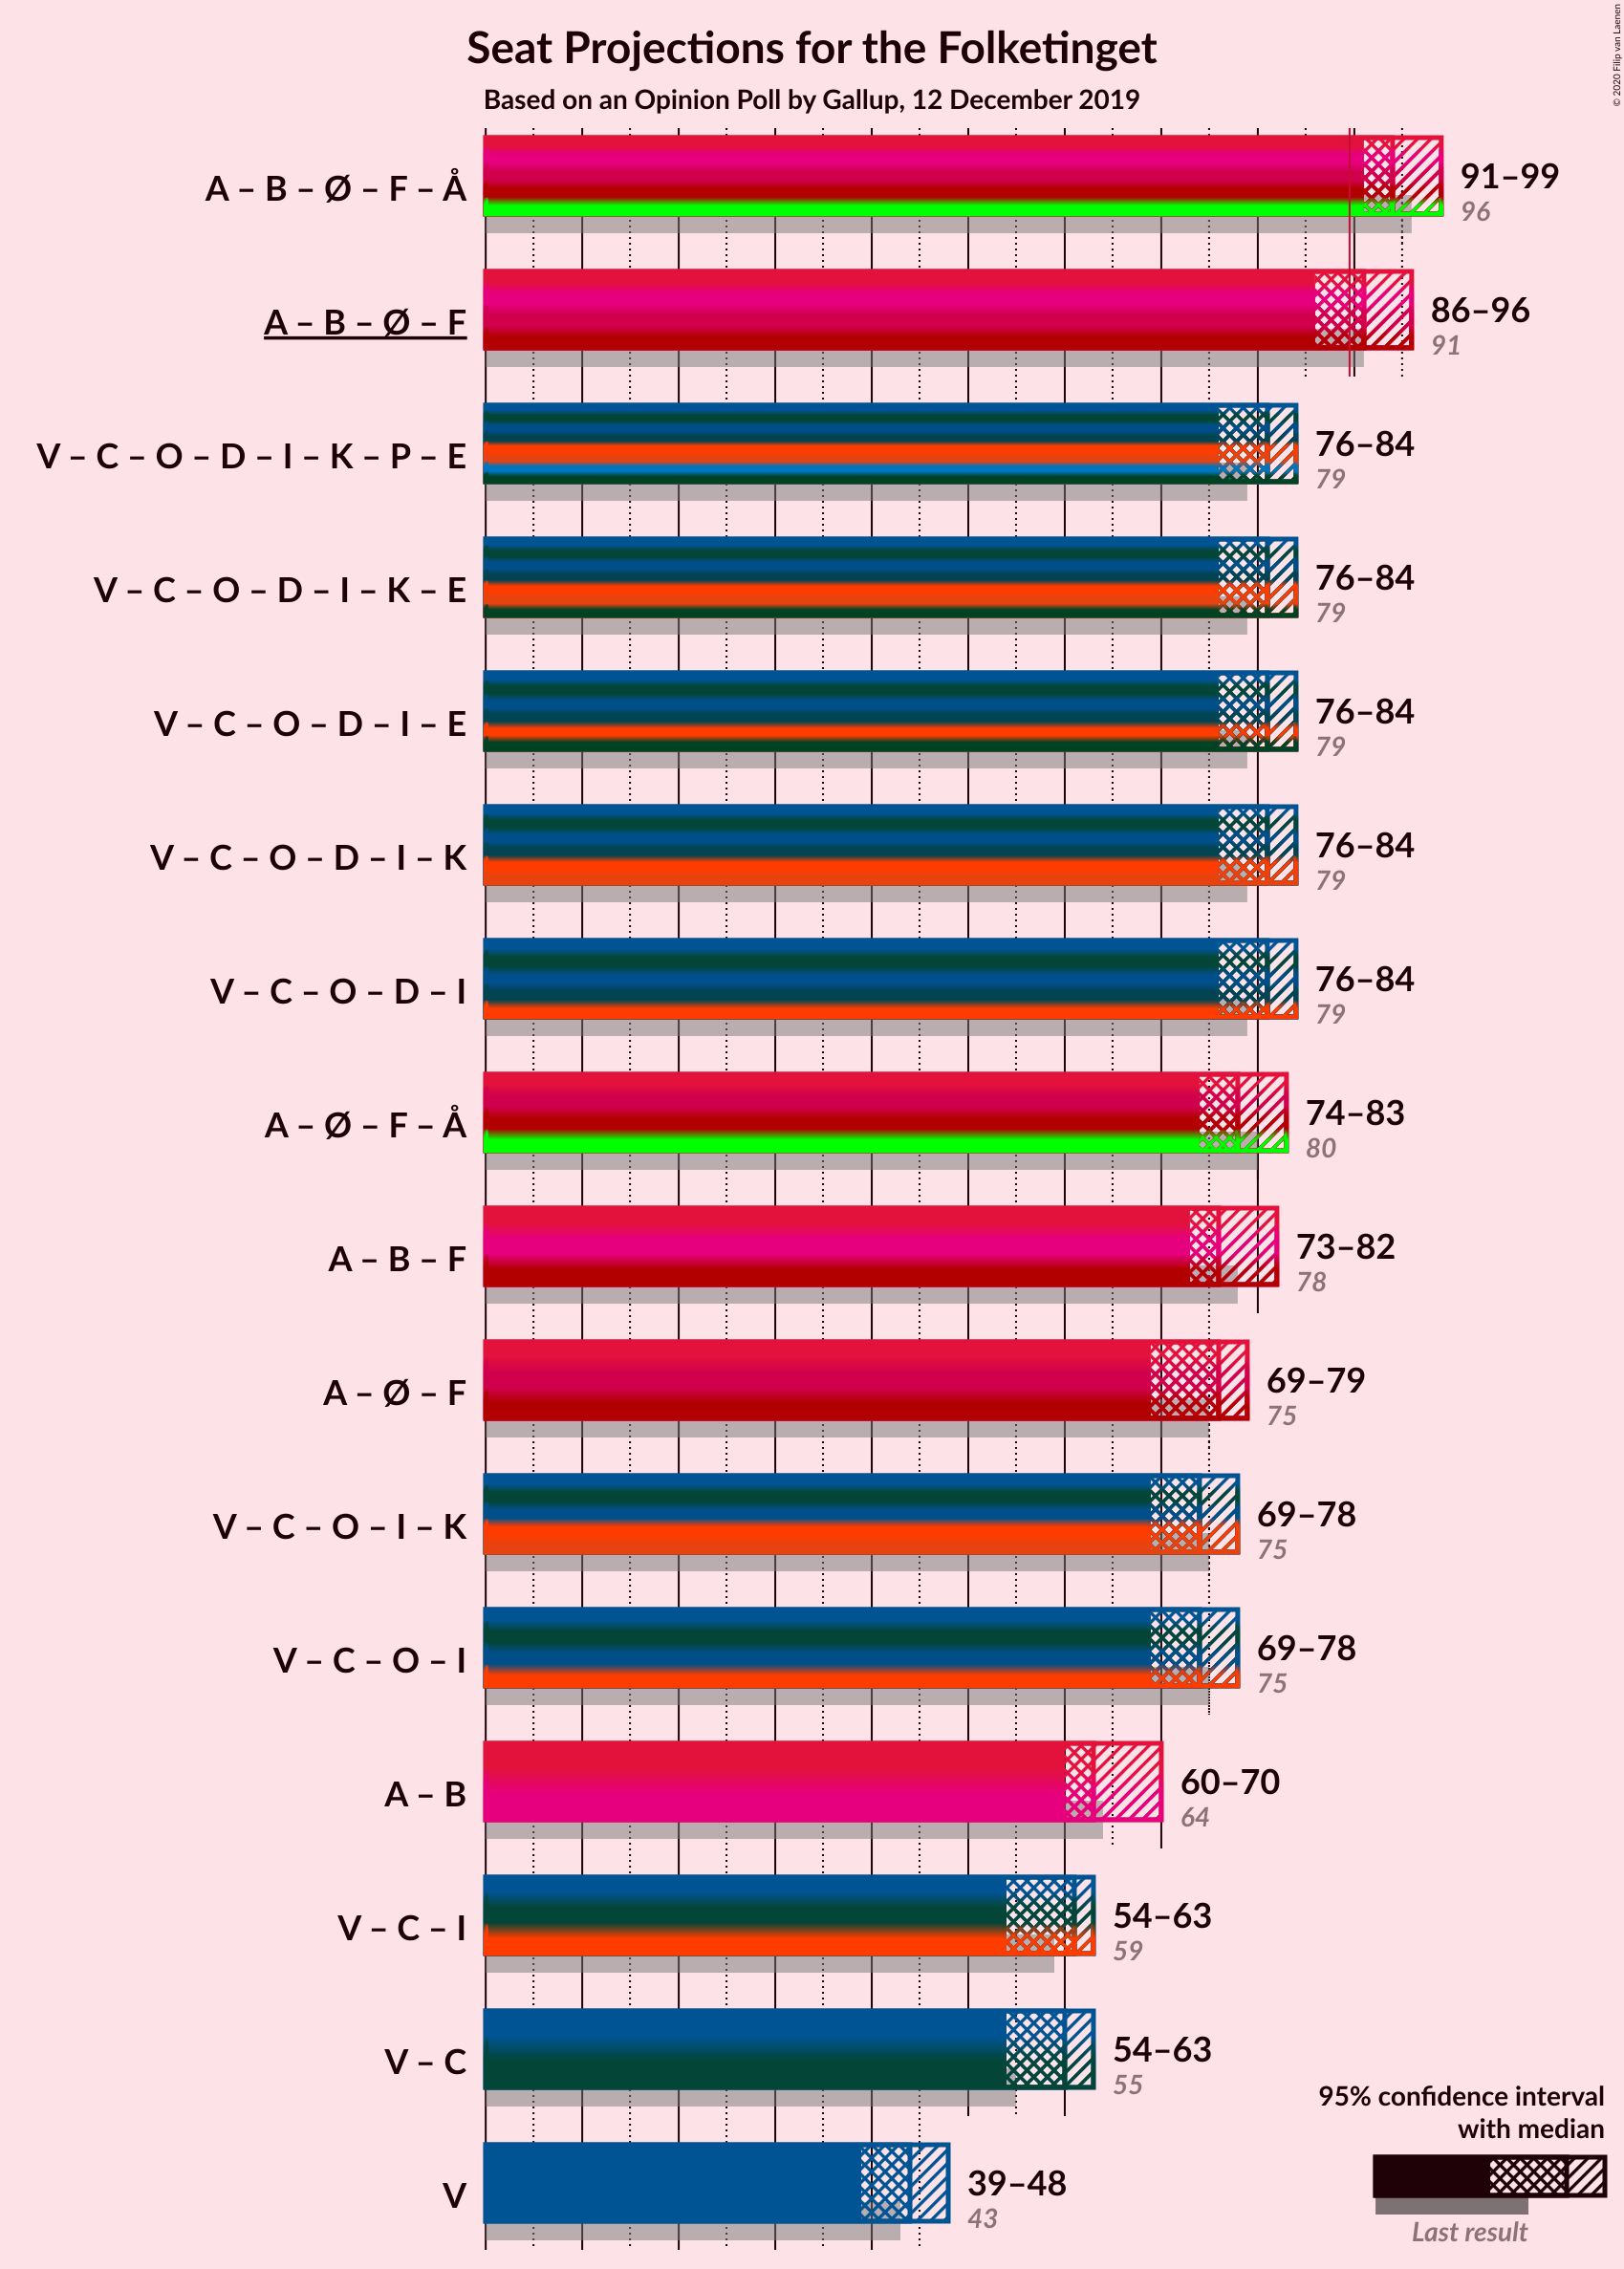 Seat Projections for the Folketinget
Based on an Opinion Poll by Gallup, 12 December 2019
© 2020 Filip van Laenen
A – B – Ø – F – Å
91–99
96
A – B – Ø – F
86–96
91
V – C – O – D – I – K – P – E
76–84
79
V – C – O – D – I – K – E
76–84
79
V – C – O – D – I – E
76–84
79
V – C – O – D – I – K
76–84
79
V – C – O – D – I
76–84
79
A – Ø – F – Å
74–83
80
A – B – F
73–82
78
A – Ø – F
69–79
75
V – C – O – I – K
69–78
75
V – C – O – I
69–78
75
A – B
60–70
64
V – C – I
54–63
59
V – C
54–63
55
V
39–48
43
95% confidence interval
with median
Last result